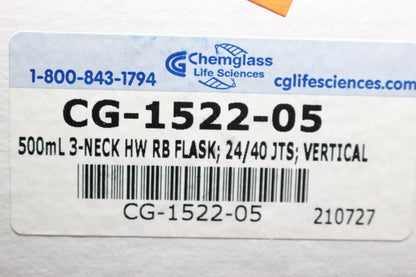 Chemglass
Life Sciences
1-800-843-1794
cglifesciences.com
CG-1522-05
500mL 3-NECK HW RB FLASK; 24/40 JTS; VERTICAL
CG-1522-05
210727